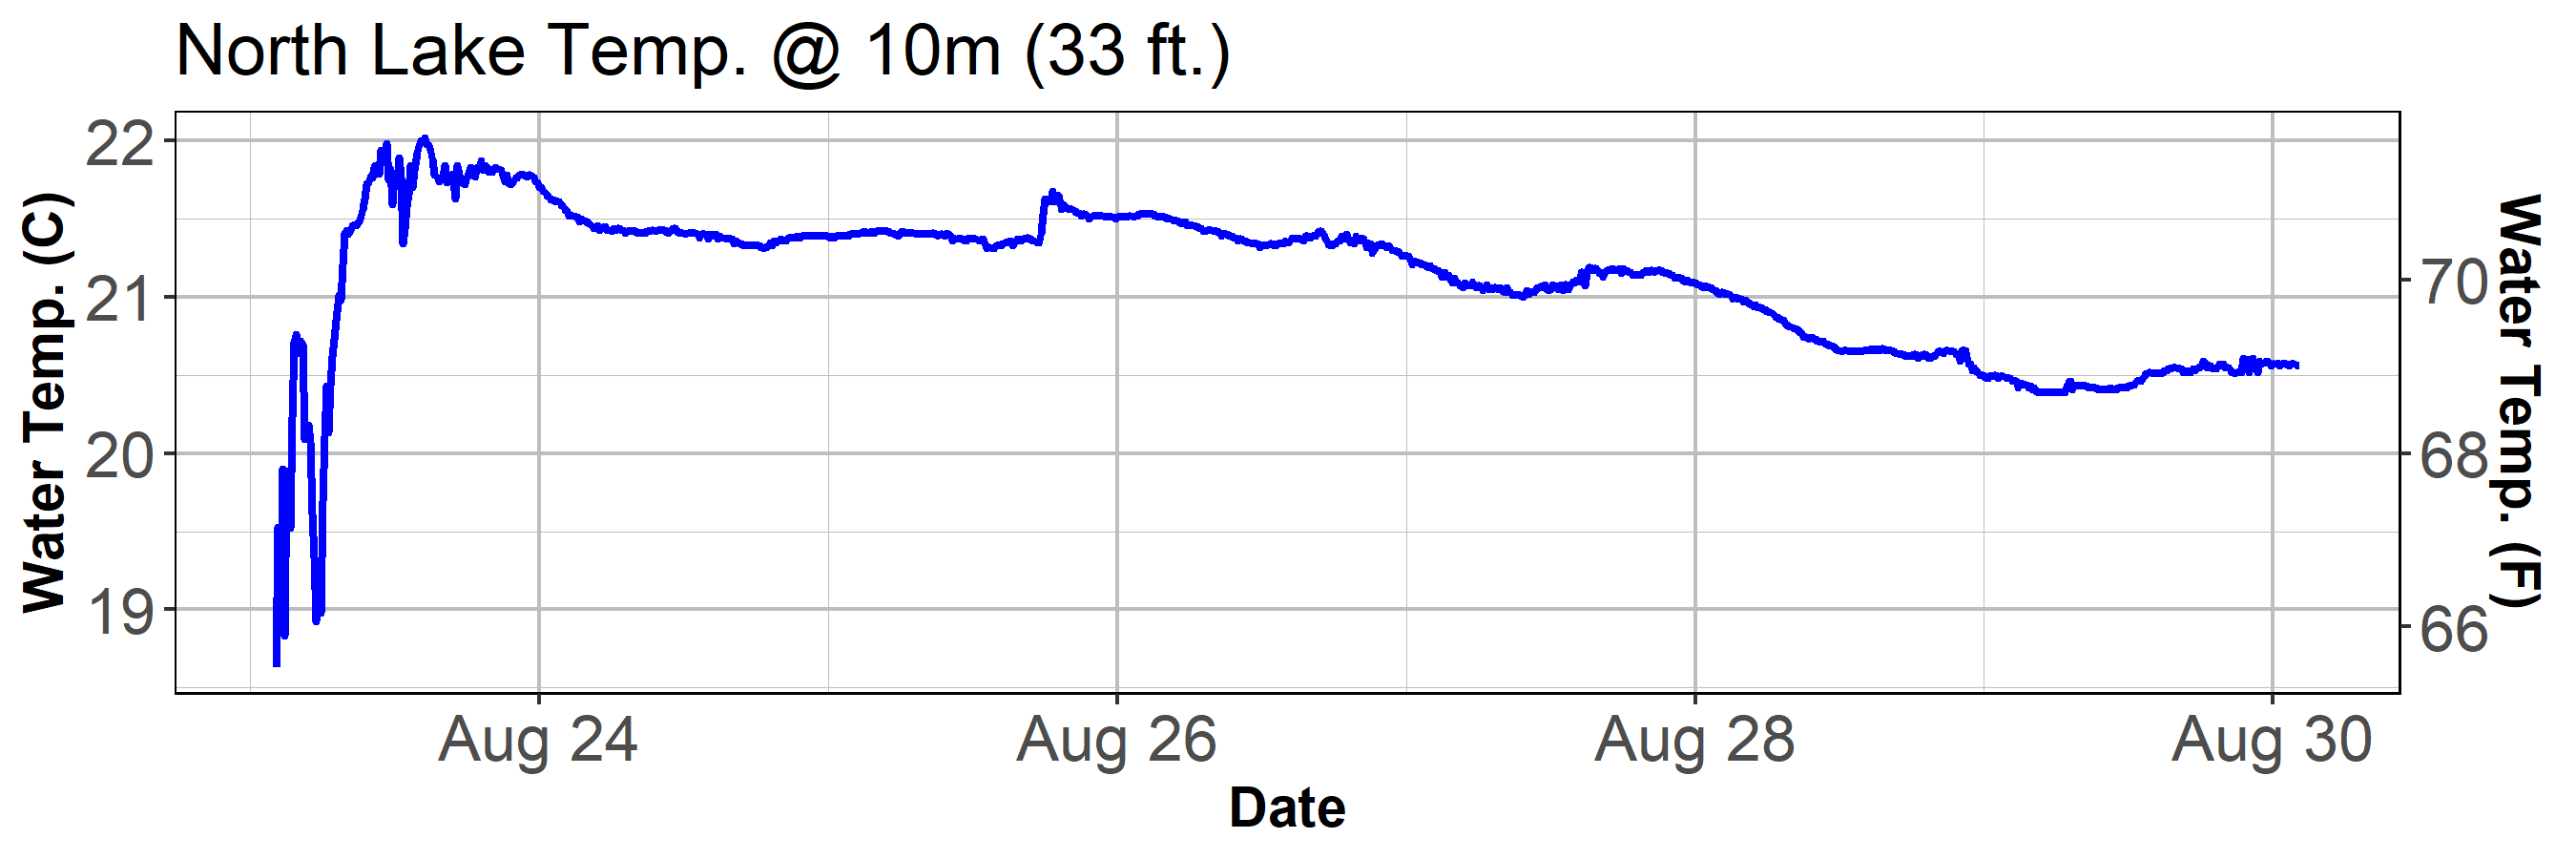 North Lake Temp. @ 10m (33 ft.)
Water Temp. (C)
22
21
20
19
70
68
66
Water Temp. (F)
Aug 24
Aug 26
Aug 28
Aug 30
Date